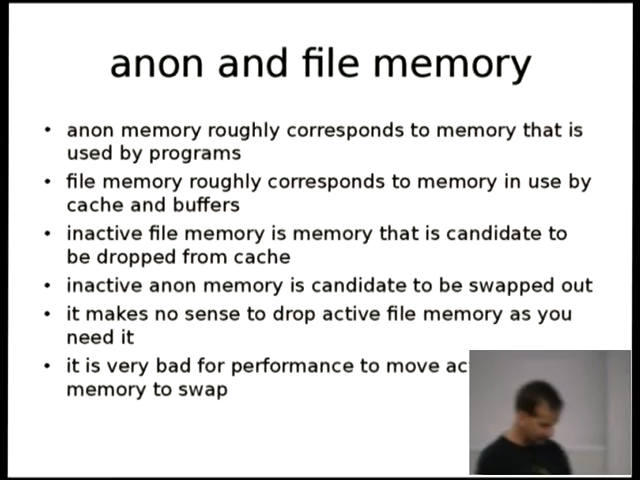 anon and file memory
• anon memory roughly corresponds to memory that is
used by programs
• file memory roughly corresponds to memory in use by
cache and buffers
• inactive file memory is memory that is candidate to
be dropped from cache
• inactive anon memory is candidate to be swapped out
• it makes no sense to drop active file memory as you
need it
• it is very bad for performance to move
memory to swap